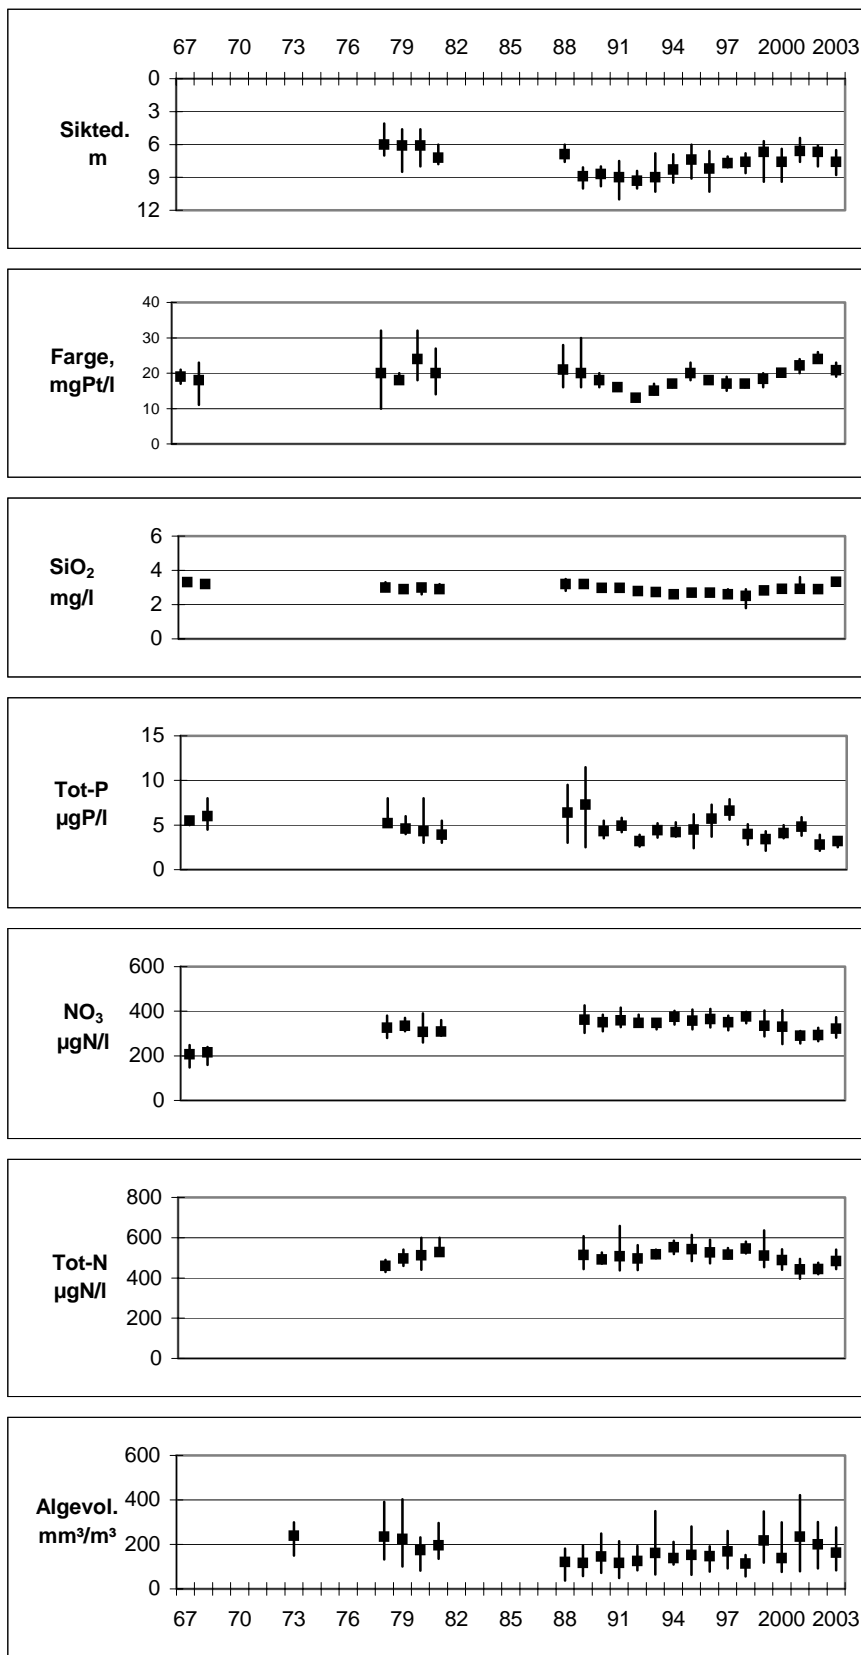 67 70 73 76 79 82 85 88 91 94 97 2000 2003
0
3
6
9
12
Sikted.
m
40
30
20
10
0
Farge,
mgPt/l
6
4
2
0
SiO₂
mg/l
15
10
5
0
Tot-P
µgP/l
600
400
200
0
NO₃
µgN/l
800
600
400
200
0
Tot-N
µgN/l
600
400
200
0
Algevol.
mm³/m³
67 70 73 76 79 82 85 88 91 94 97 2000 2003